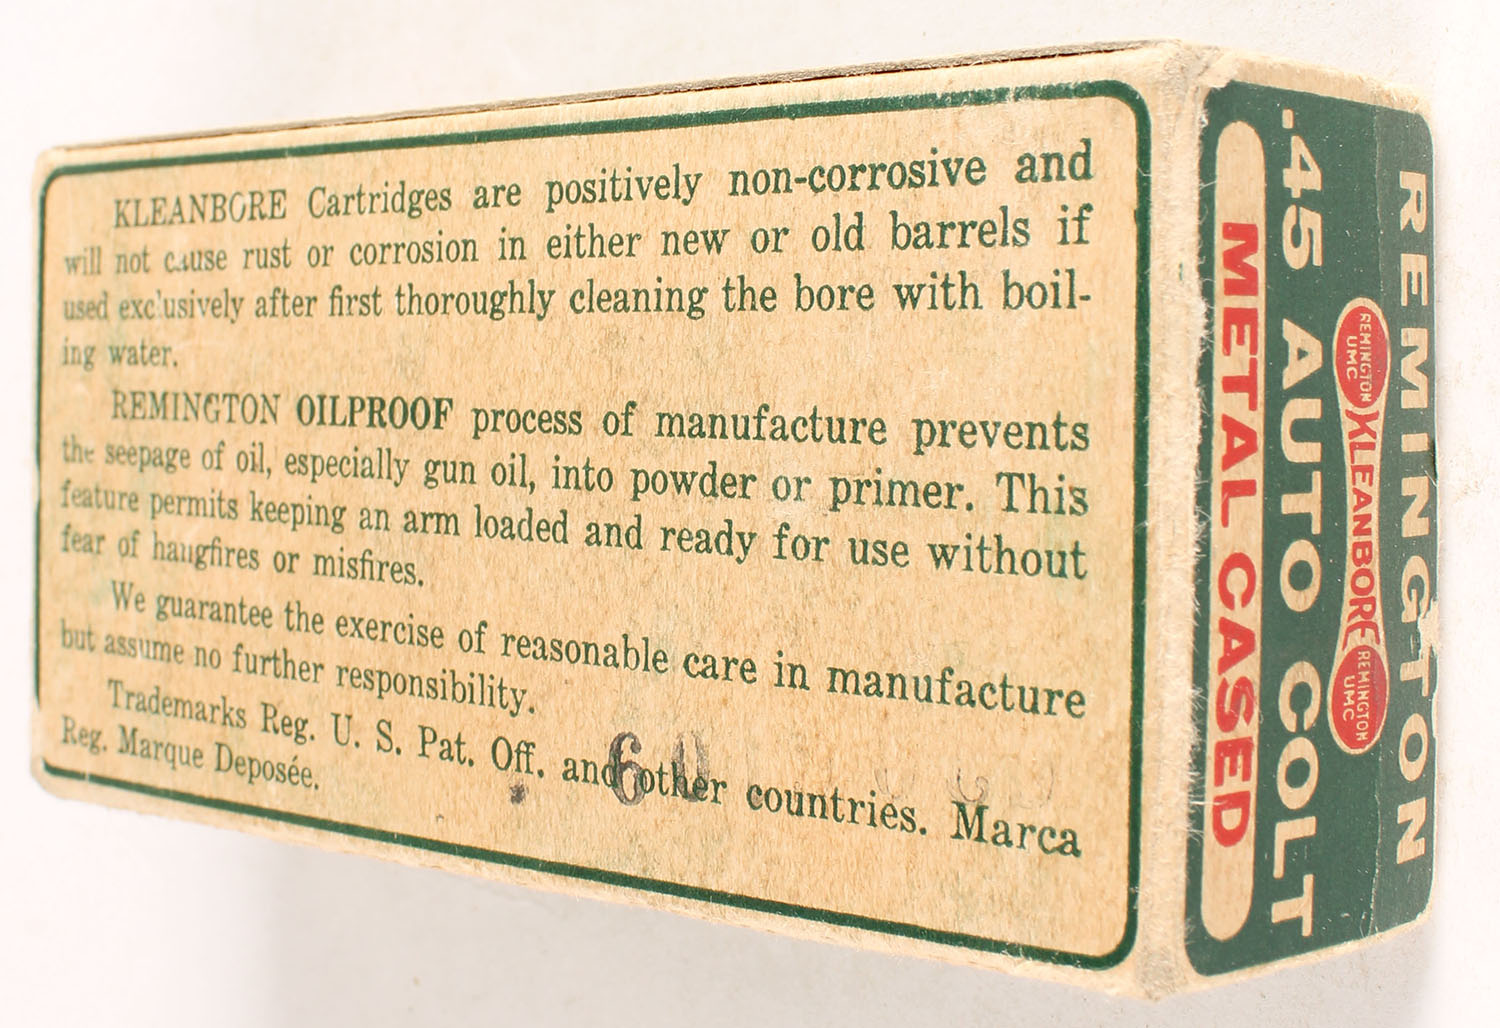 KLEANBORE Cartridges are positively non-corrosive and
will not cause rust or corrosion in either new or old barrels if
used exclusively after first thoroughly cleaning the bore with boil-
ing water.
REMINGTON OILPROOF process of manufacture prevents
the seepage of oil, especially gun oil, into powder or primer. This
feature permits keeping an arm loaded and ready for use without
fear of hangfires or misfires.
We guarantee the exercise of reasonable care in manufacture
but assume no further responsibility.
Trademarks Reg. U. S. Pat. Off. and other countries. Marca
Reg. Marque Deposée.
60
REMINGTON
REMINGTON
UMC
KLEANBORE
REMINGTON
UMC
.45 AUTO COLT
METAL CASED